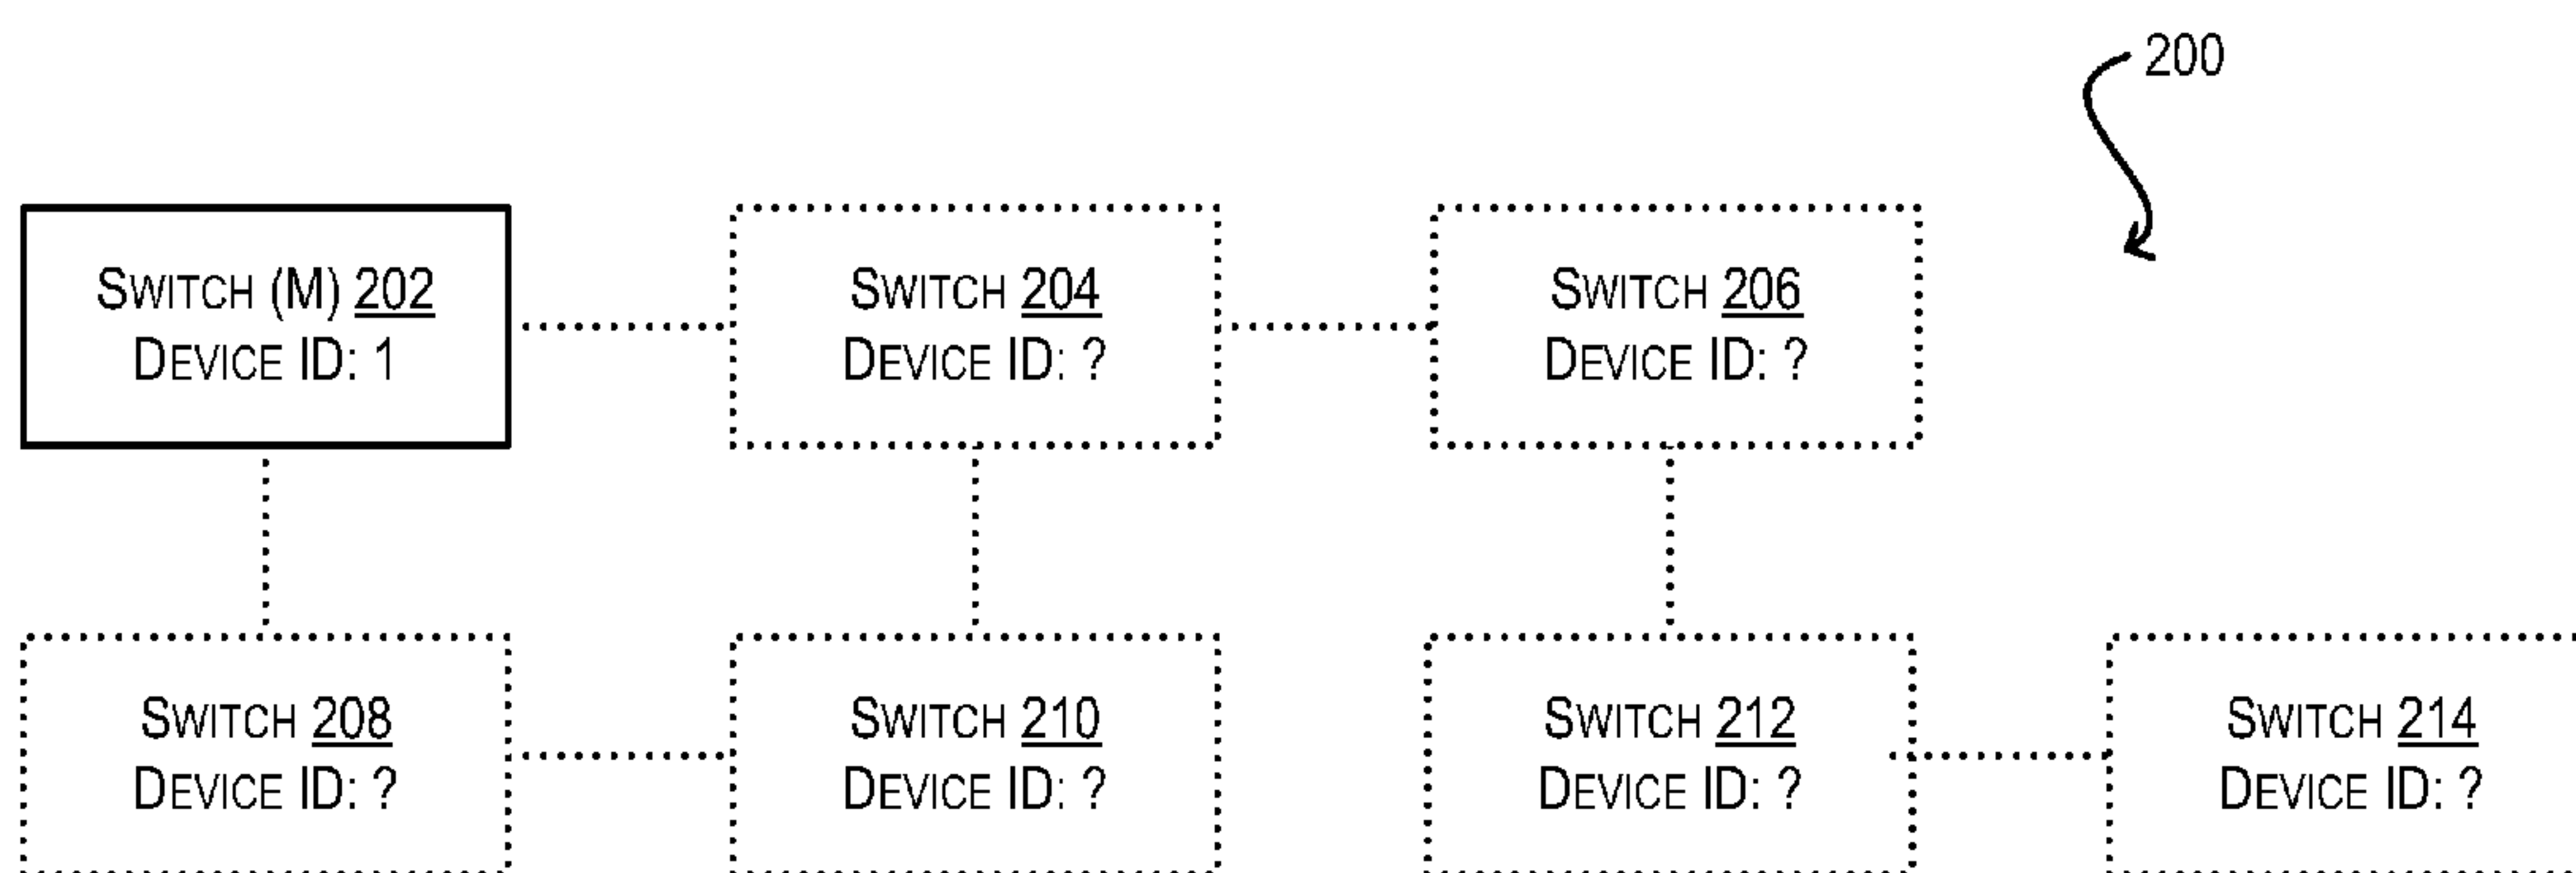 200
Switch (M) 202
Device ID: 1
Switch 204
Device ID: ?
Switch 206
Device ID: ?
Switch 208
Device ID: ?
Switch 210
Device ID: ?
Switch 212
Device ID: ?
Switch 214
Device ID: ?